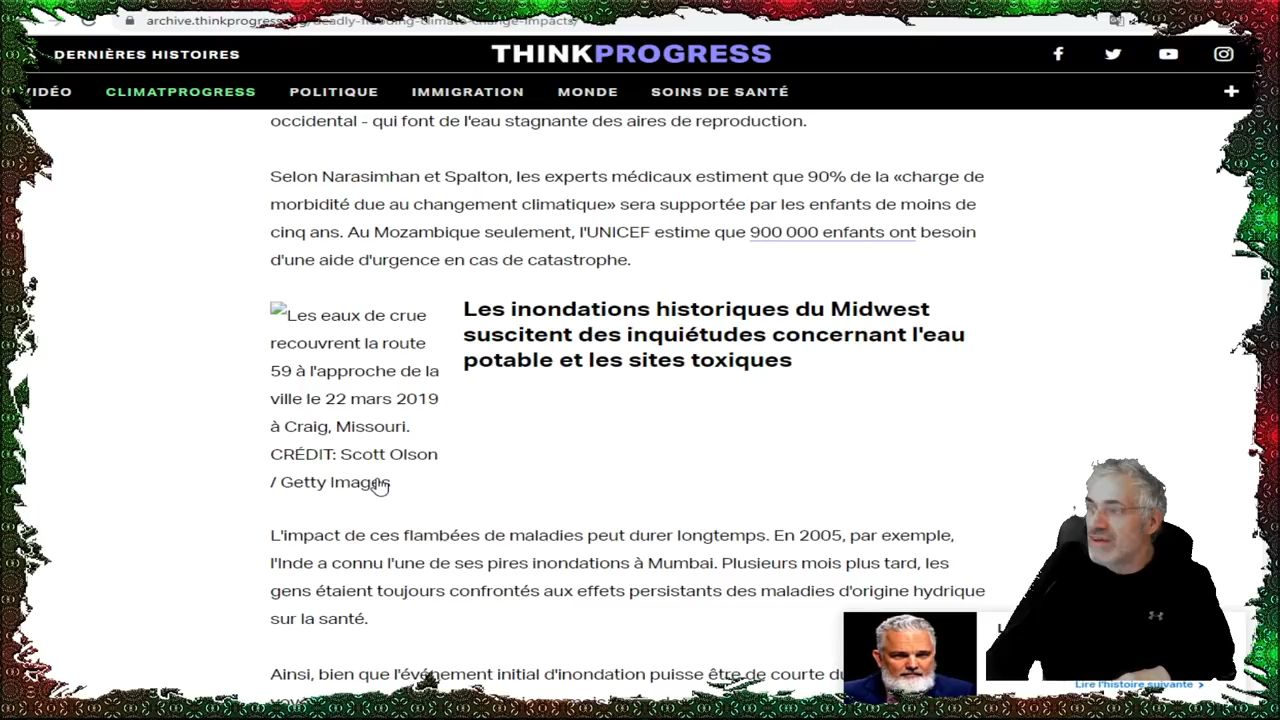 archive.thinkprogress
DERNIÈRES HISTOIRES
THINKPROGRESS
CLIMATPROGRESS
POLITIQUE
IMMIGRATION
MONDE
SOINS DE SANTÉ
+
occidental - qui font de l'eau stagnante des aires de reproduction.
Selon Narasimhan et Spalton, les experts médicaux estiment que 90% de la «charge de
morbidité due au changement climatique» sera supportée par les enfants de moins de
cinq ans. Au Mozambique seulement, l'UNICEF estime que 900 000 enfants ont besoin
d'une aide d'urgence en cas de catastrophe.
Les eaux de crue
recouvrent la route
59 à l'approche de la
ville le 22 mars 2019
à Craig, Missouri.
CRÉDIT: Scott Olson
/ Getty Images
Les inondations historiques du Midwest
suscitent des inquiétudes concernant l'eau
potable et les sites toxiques
L'impact de ces flambées de maladies peut durer longtemps. En 2005, par exemple,
l'Inde a connu l'une de ses pires inondations à Mumbai. Plusieurs mois plus tard, les
gens étaient toujours confrontés aux effets persistants des maladies d'origine hydrique
sur la santé.
Ainsi, bien que l'événement initial d'inondation puisse être de courte
Lire l'histoire suivante >